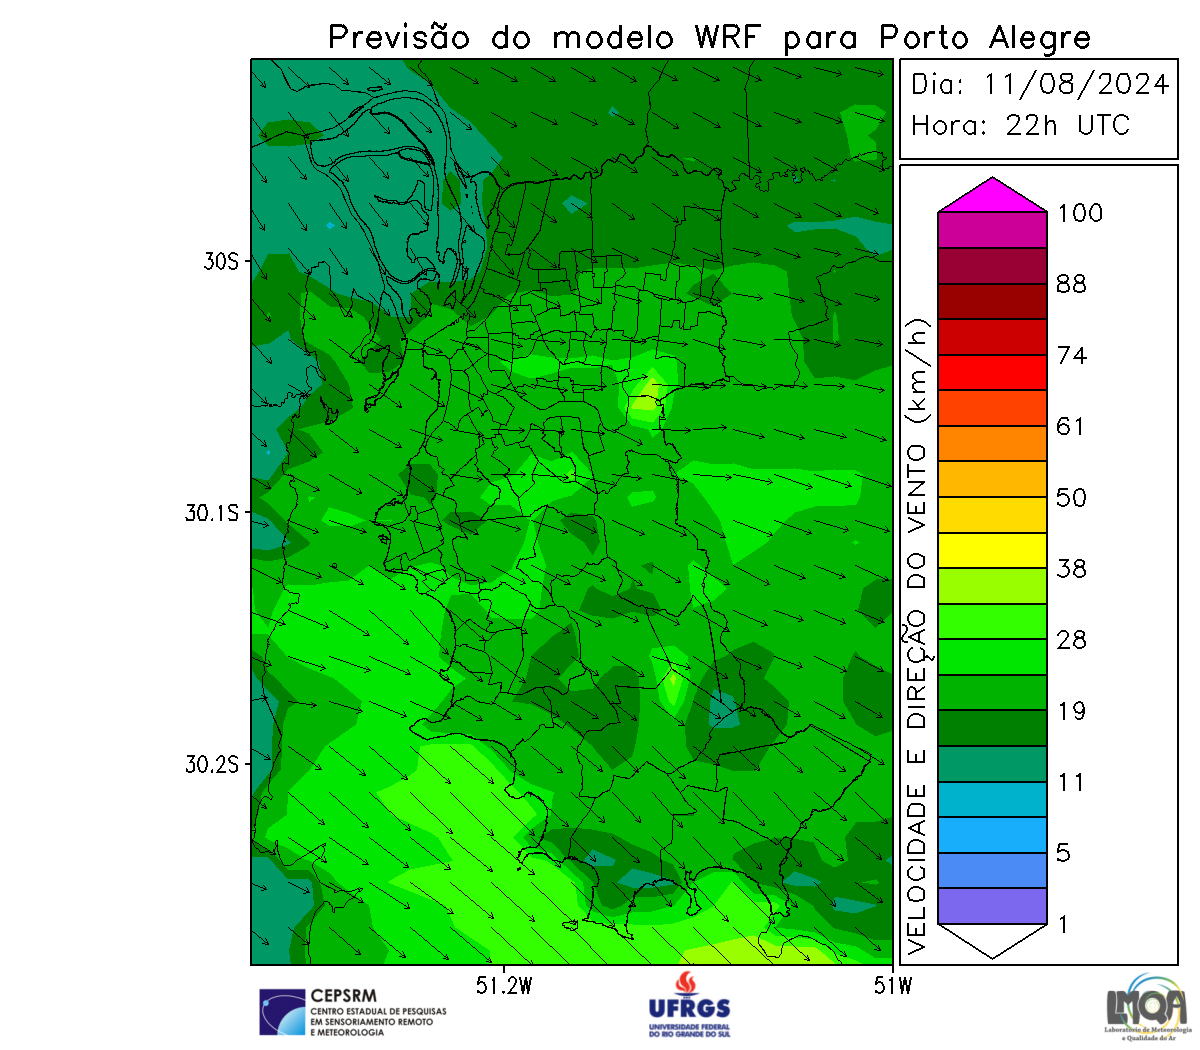 Previsão do modelo WRF para Porto Alegre
Dia: 11/08/2024
Hora: 22h UTC
30S
30.1S
30.2S
51.2W
51W
VELOCIDADE E DIREÇÃO DO VENTO (km/h)
100
88
74
61
50
38
28
19
11
5
1
CEPSRM
CENTRO ESTADUAL DE PESQUISAS
EM SENSORIAMENTO REMOTO
E METEOROLOGIA
UFRGS
UNIVERSIDADE FEDERAL
DO RIO GRANDE DO SUL
LMQA
Laboratório de Meteorologia
e Qualidade do Ar